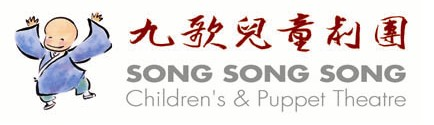 九歌兒童劇團
SONG SONG SONG
Children's & Puppet Theatre